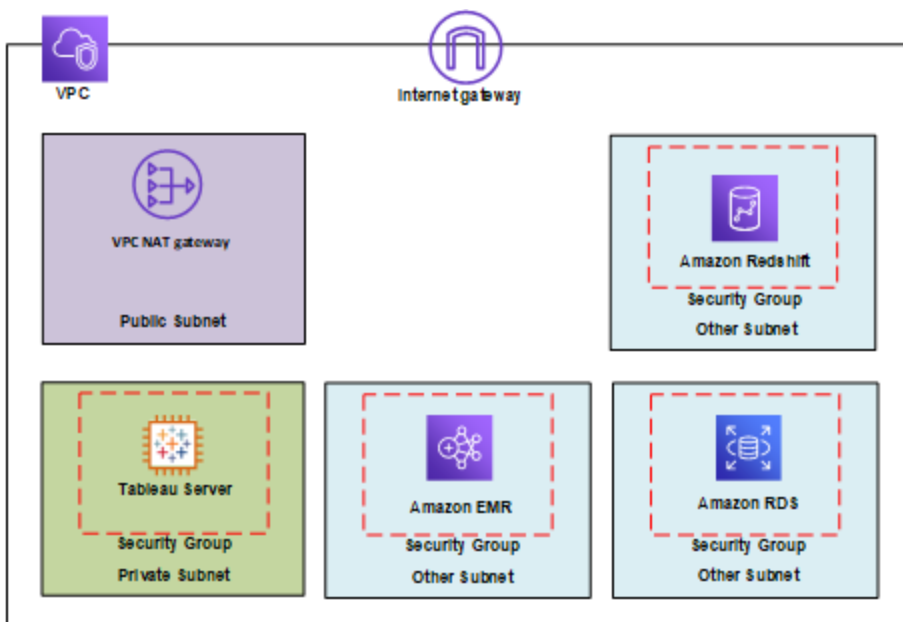 VPC
Internet gateway
VPC NAT gateway
Public Subnet
Amazon Redshift
Security Group
Other Subnet
Tableau Server
Security Group
Private Subnet
Amazon EMR
Security Group
Other Subnet
Amazon RDS
Security Group
Other Subnet